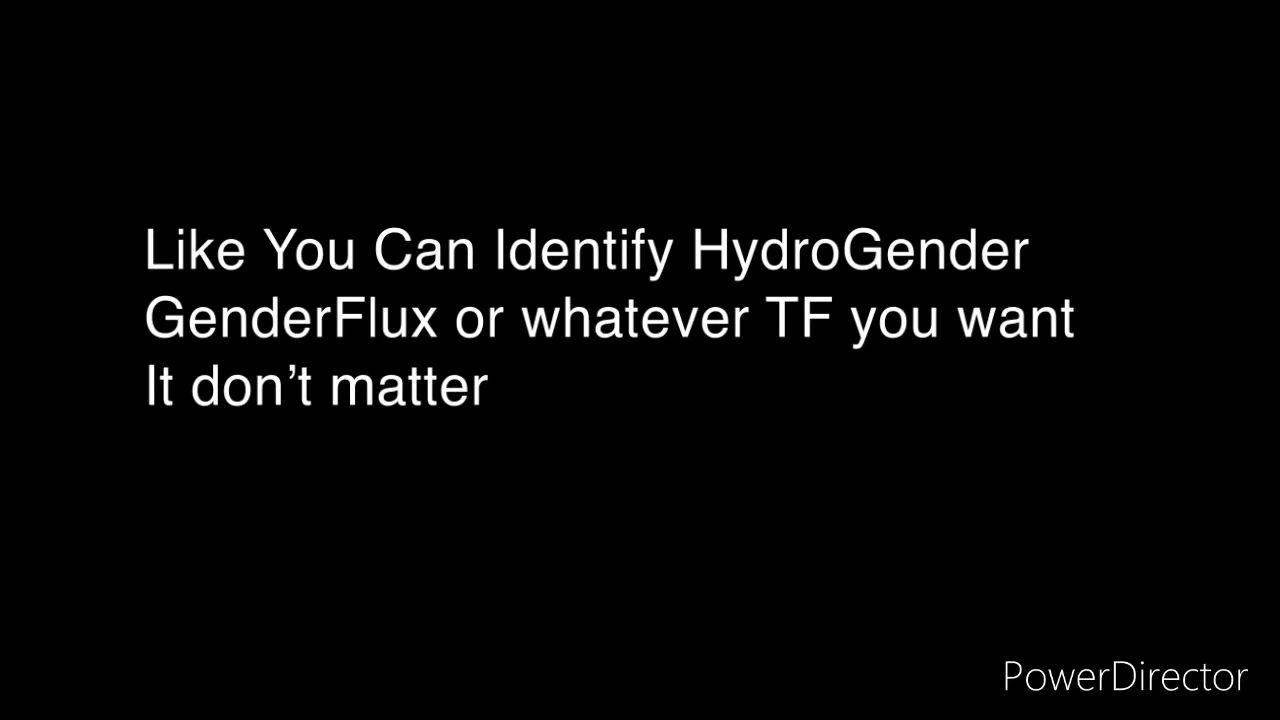 Like You Can Identify HydroGender
GenderFlux or whatever TF you want
It don't matter
PowerDirector